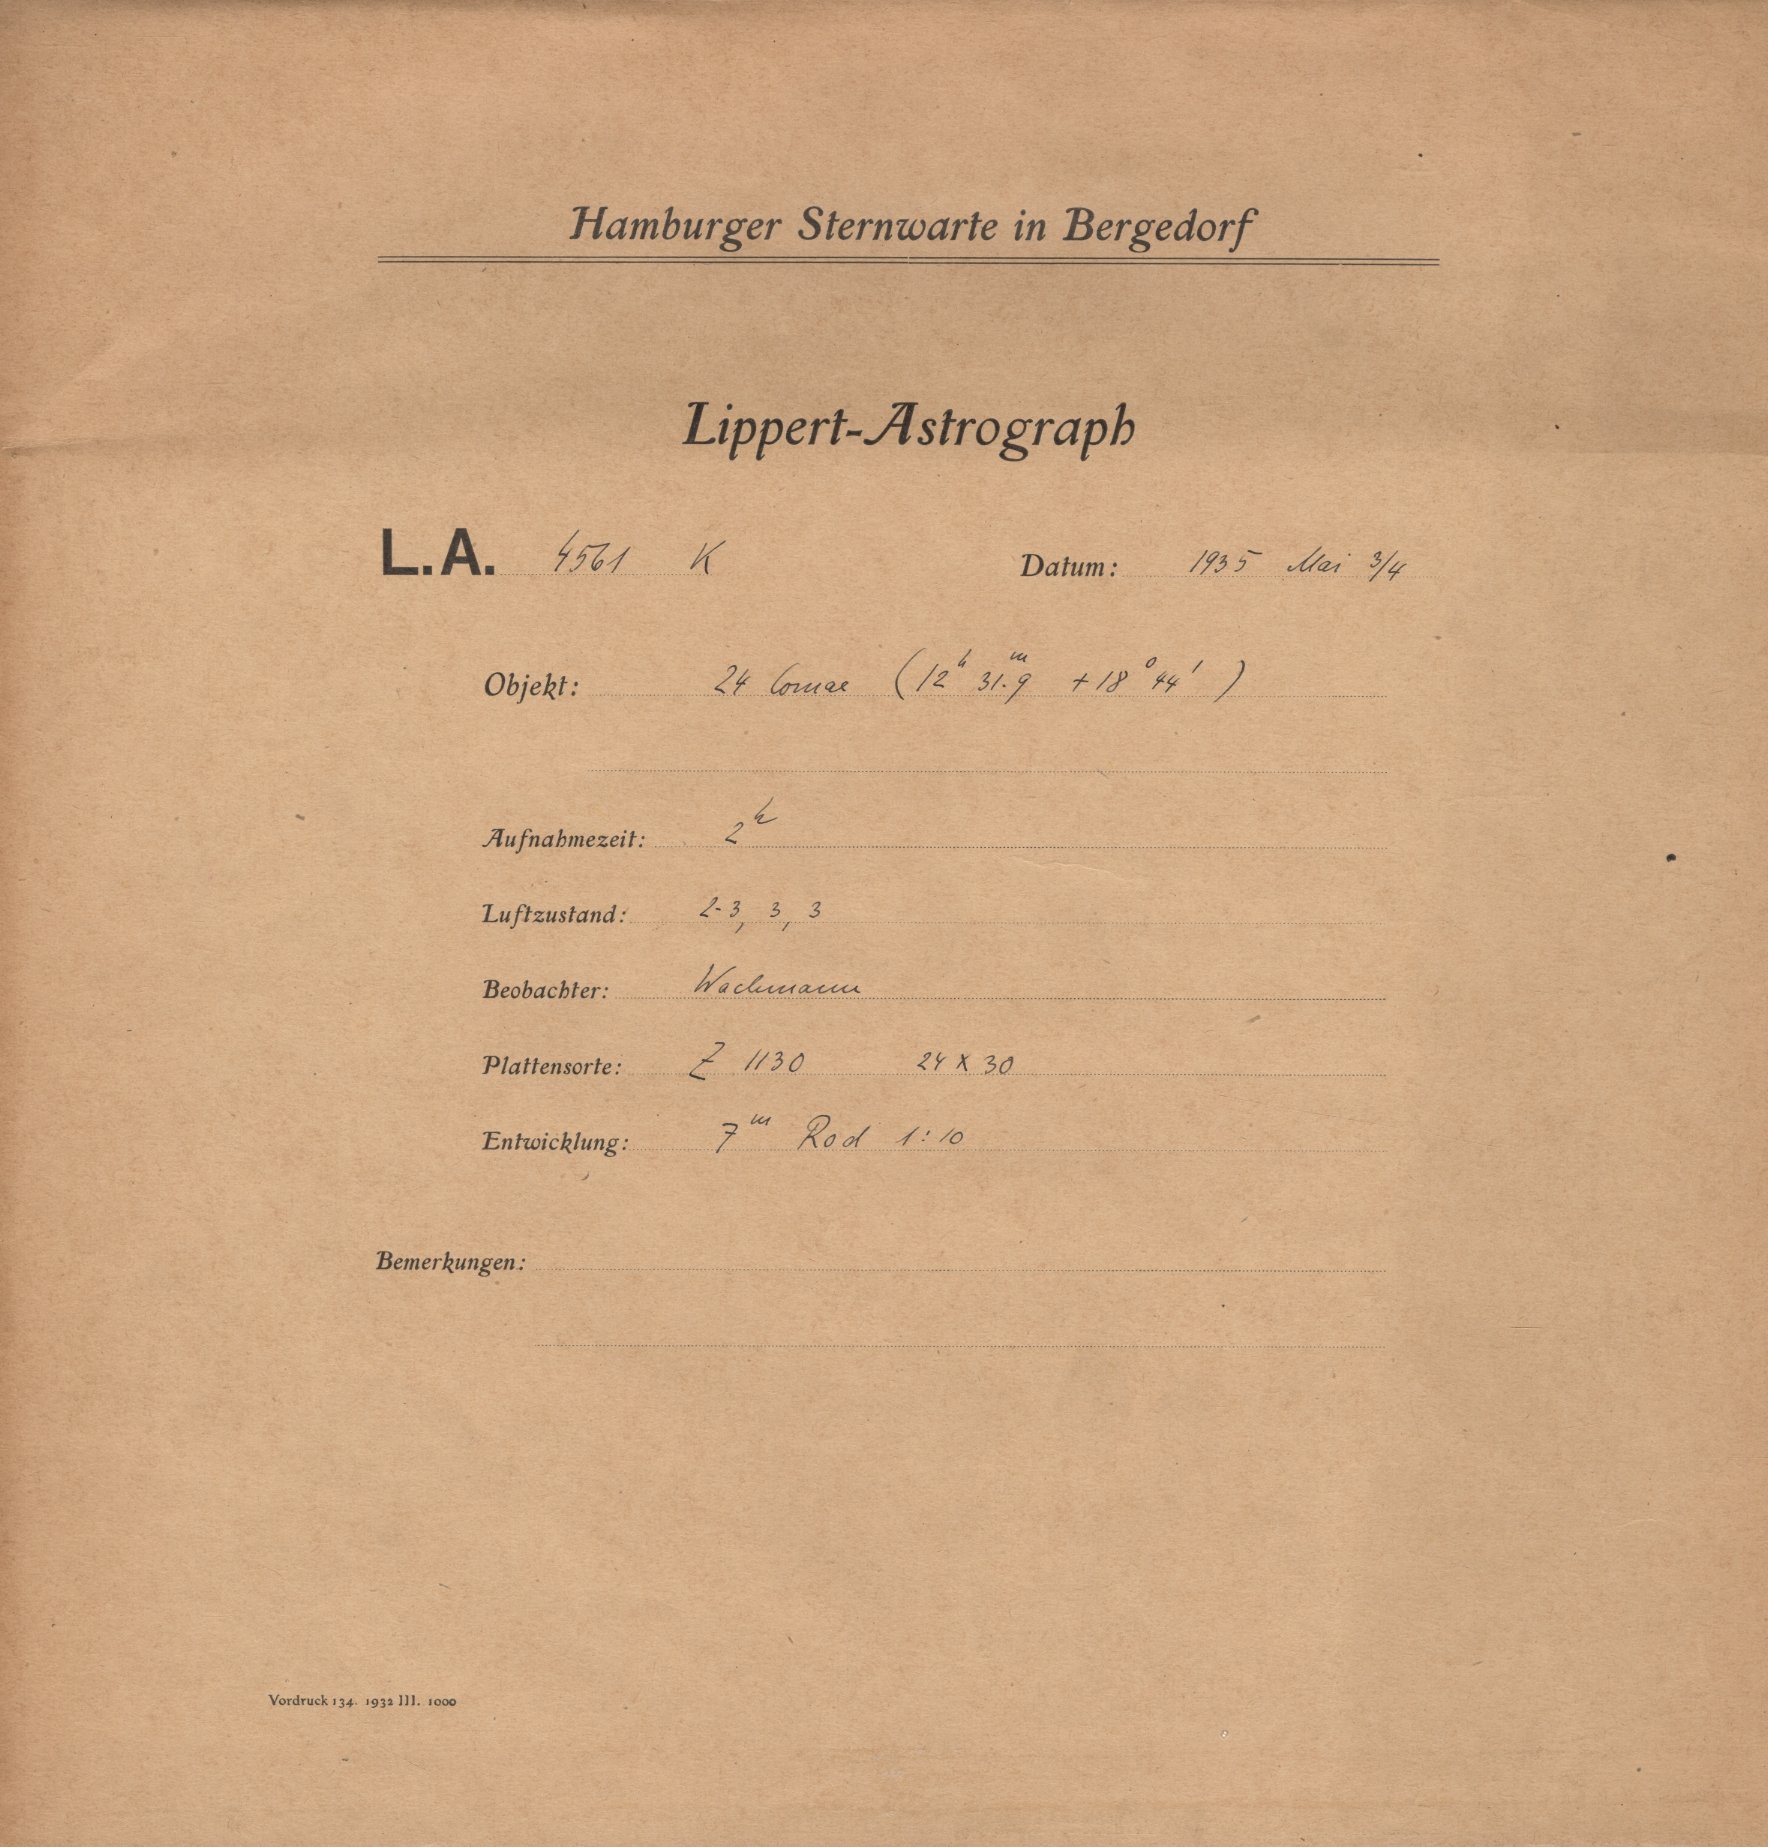 Hamburger Sternwarte in Bergedorf
Lippert-Astrograph
L.A. 4561 K Datum: 1935 Mai 3/4
Objekt: 24 Comae (12h 31.m9 +18°44′)
Aufnahmezeit: 2h
Luftzustand: 2-3, 3, 3
Beobachter: Wachmann
Plattensorte: Z 1130 24 x 30
Entwicklung: 7m Rod 1:10
Bemerkungen:
Vordruck 134. 1932 III. 1000